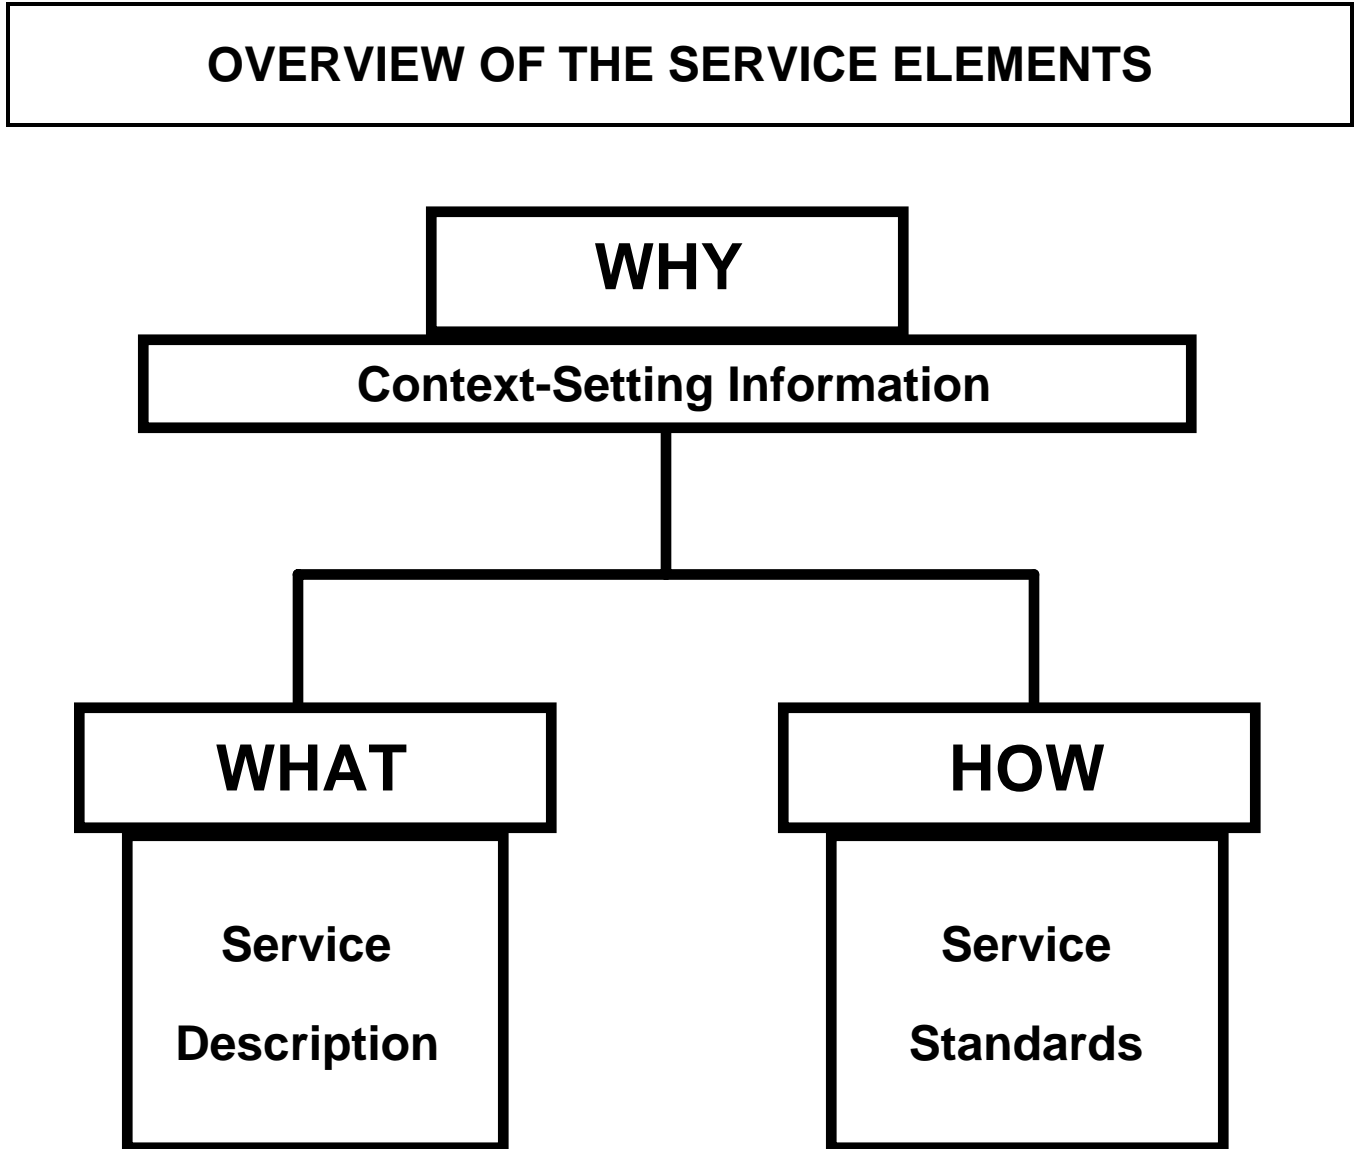 OVERVIEW OF THE SERVICE ELEMENTS
WHY
Context-Setting Information
WHAT
Service
Description
HOW
Service
Standards